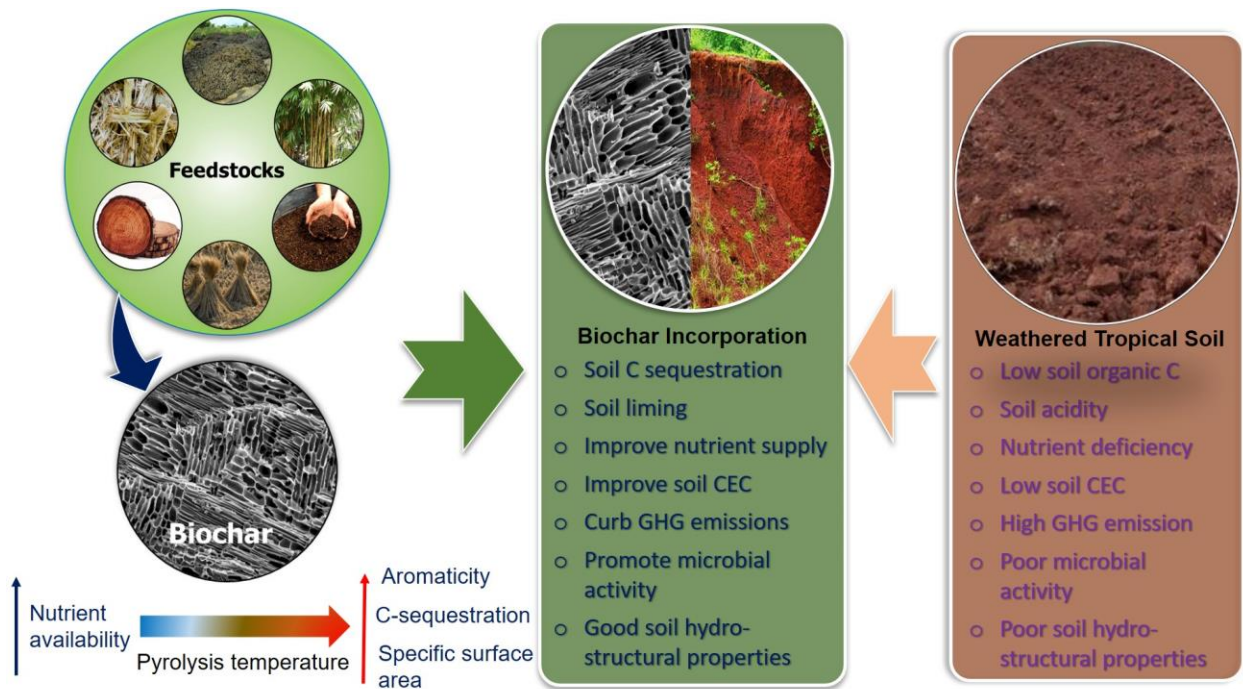 Feedstocks
Biochar
Nutrient
availability
Pyrolysis temperature
Aromaticity
C-sequestration
Specific surface
area
Biochar Incorporation
o Soil C sequestration
o Soil liming
o Improve nutrient supply
o Improve soil CEC
o Curb GHG emissions
o Promote microbial
activity
o Good soil hydro-
structural properties
Weathered Tropical Soil
o Low soil organic C
o Soil acidity
o Nutrient deficiency
o Low soil CEC
o High GHG emission
o Poor microbial
activity
o Poor soil hydro-
structural properties